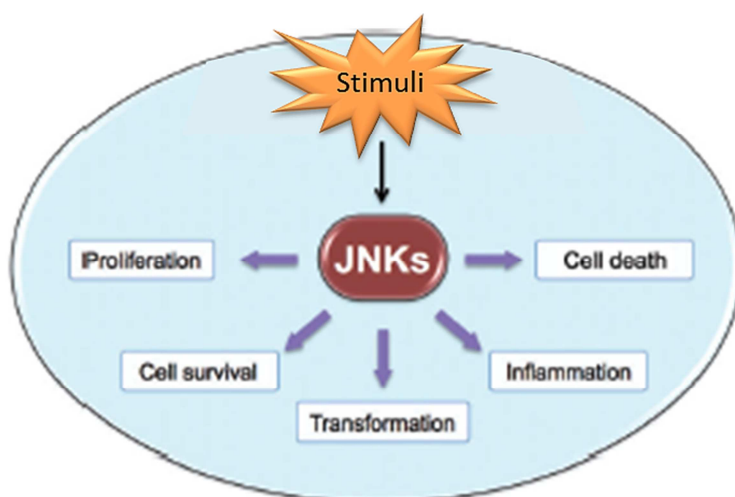 Stimuli
JNKs
Proliferation
Cell death
Cell survival
Inflammation
Transformation